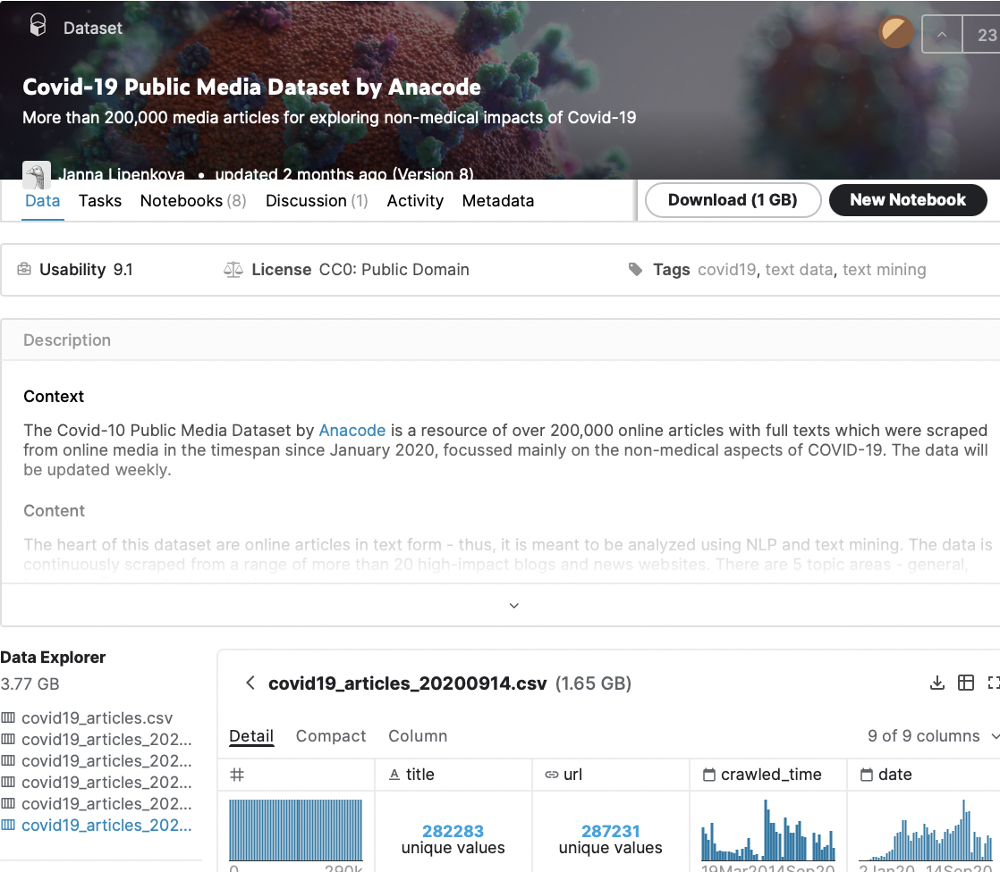 Dataset
23
Covid-19 Public Media Dataset by Anacode
More than 200,000 media articles for exploring non-medical impacts of Covid-19
Janna Lipenkova • updated 2 months ago (Version 8)
Data Tasks Notebooks (8) Discussion (1) Activity Metadata Download (1 GB) New Notebook
Usability 9.1 License CC0: Public Domain Tags covid19, text data, text mining
Description
Context
The Covid-10 Public Media Dataset by Anacode is a resource of over 200,000 online articles with full texts which were scraped
from online media in the timespan since January 2020, focussed mainly on the non-medical aspects of COVID-19. The data will
be updated weekly.
Content
The heart of this dataset are online articles in text form - thus, it is meant to be analyzed using NLP and text mining. The data is
continuously scraped from a range of more than 20 high-impact blogs and news websites. There are 5 topic areas - general,
Data Explorer
3.77 GB
covid19_articles.csv
covid19_articles_202...
covid19_articles_202...
covid19_articles_202...
covid19_articles_202...
covid19_articles_202...
covid19_articles_20200914.csv (1.65 GB)
Detail Compact Column 9 of 9 columns
# title url crawled_time date
282283 287231
unique values unique values
0 290k 19Mar20 14Sep20 2Jan20 14Sep20